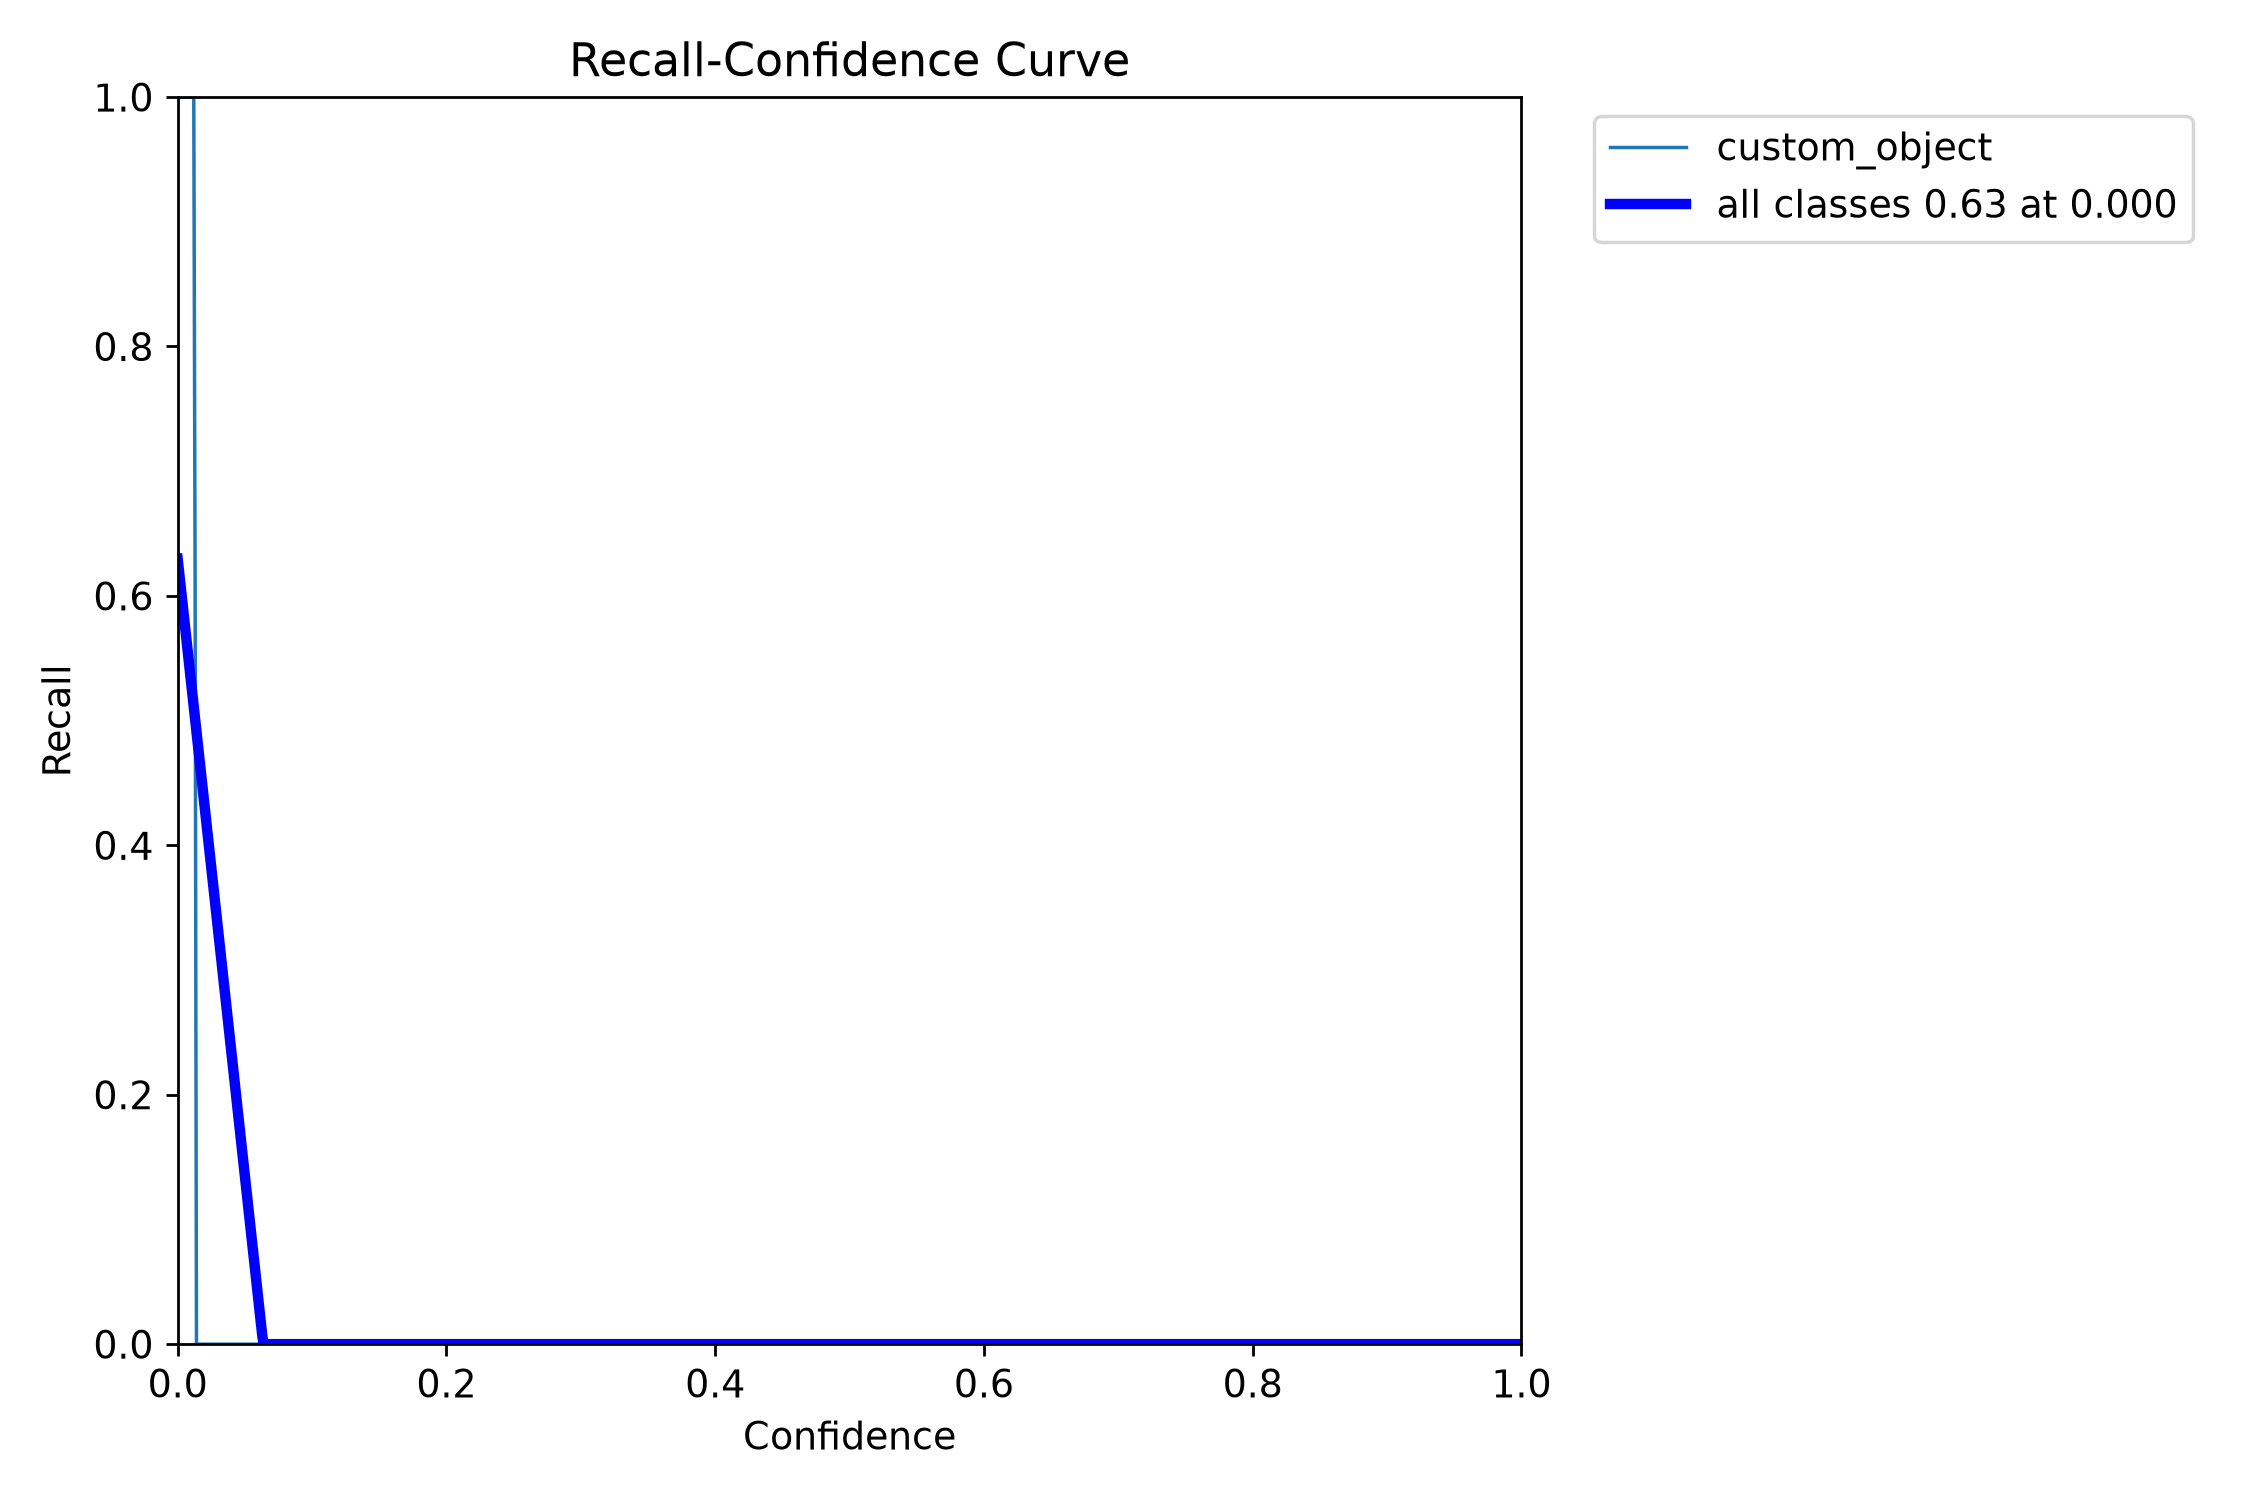 Recall-Confidence Curve
1.0
0.8
0.6
0.4
0.2
0.0
Recall
0.0 0.2 0.4 0.6 0.8 1.0
Confidence
custom_object
all classes 0.63 at 0.000